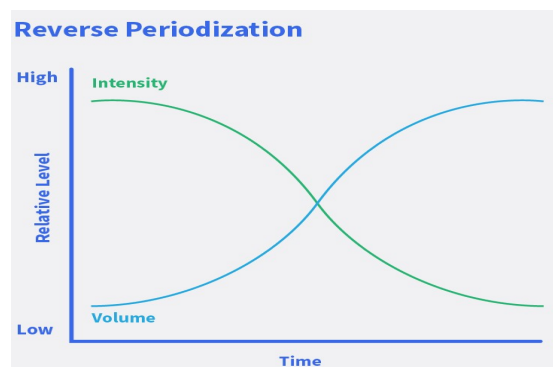 Reverse Periodization
High
Intensity
Relative Level
Volume
Low
Time